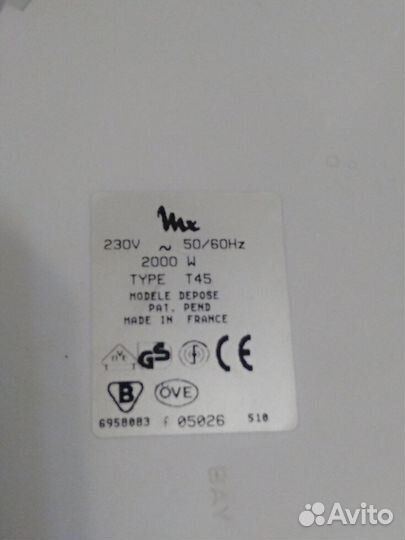 Mx
230V ~ 50/60Hz
2000 W
TYPE T45
MODELE DEPOSE
PAT. PEND
MADE IN FRANCE
GS CE
B ÖVE
6958083 f 05026 510
BAY
Avito